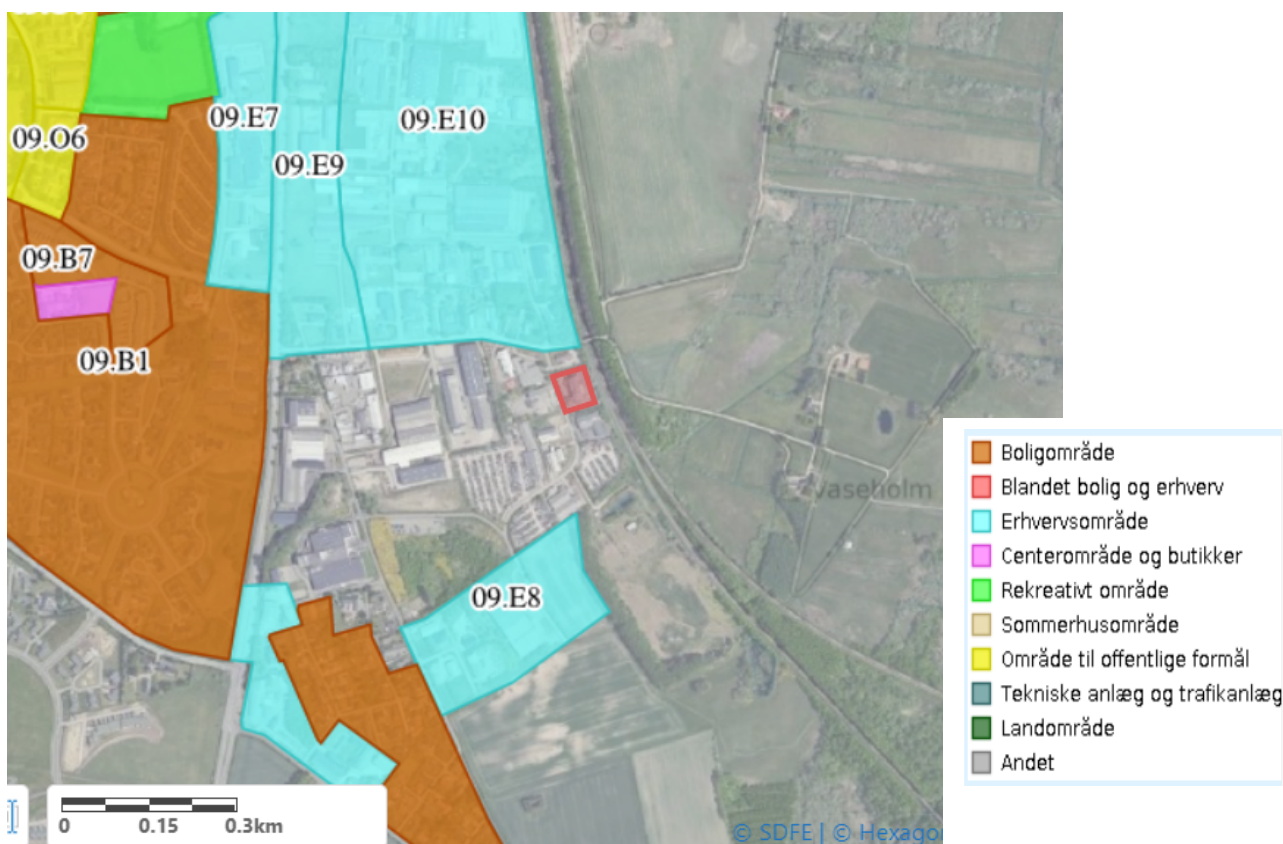 09.E7
09.E10
09.O6
09.E9
09.B7
09.B1
09.E8
Boligområde
Blandet bolig og erhverv
Erhvervsområde
Centerområde og butikker
Rekreativt område
Sommerhusområde
Område til offentlige formål
Tekniske anlæg og trafikanlæg
Landområde
Andet
0 0.15 0.3km
© SDFE | © Hexagon